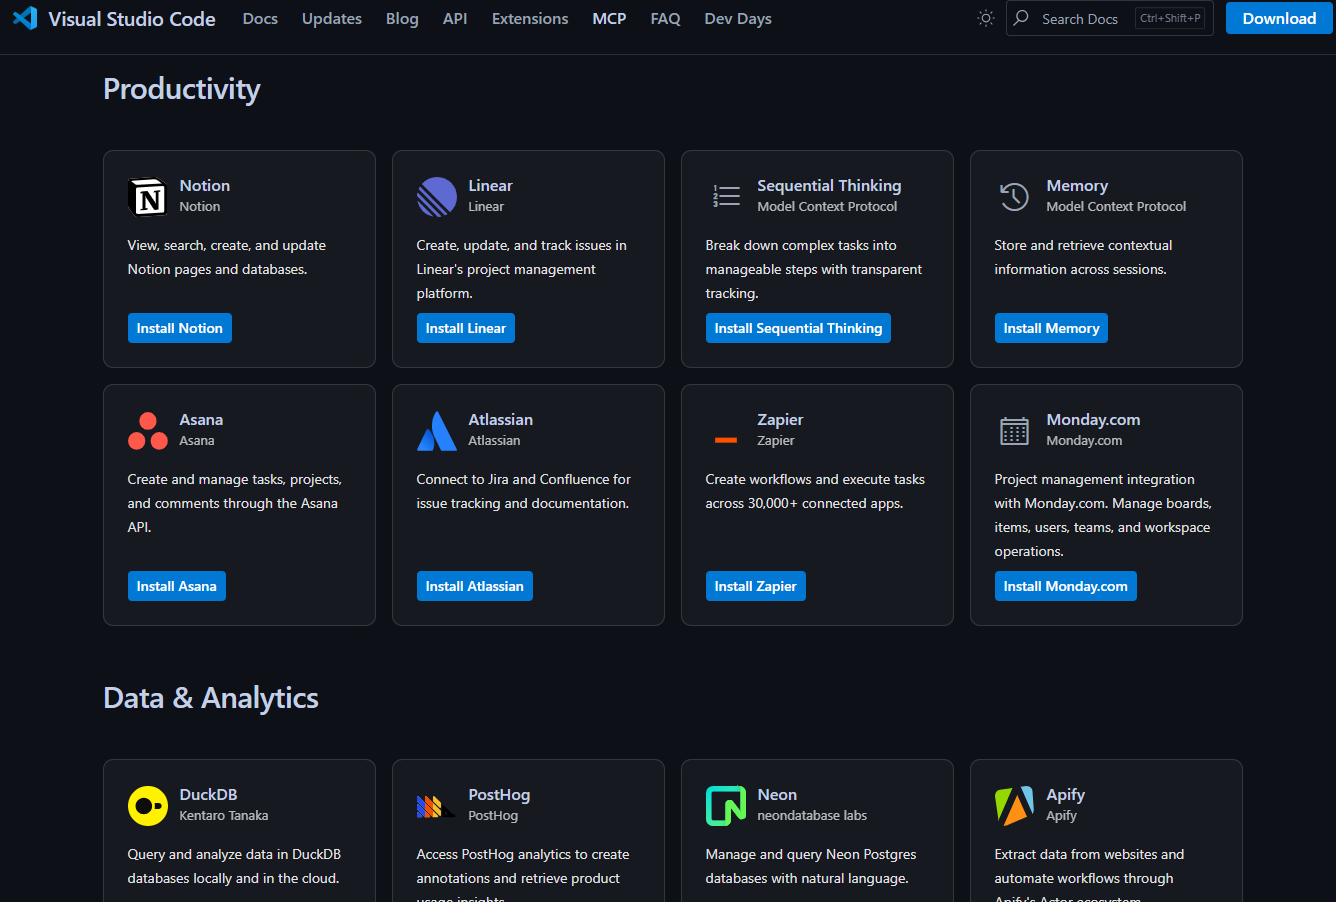 Visual Studio Code Docs Updates Blog API Extensions MCP FAQ Dev Days Search Docs Ctrl+Shift+P Download
Productivity
Notion
Notion
View, search, create, and update
Notion pages and databases.
Install Notion
Linear
Linear
Create, update, and track issues in
Linear's project management
platform.
Install Linear
1
2
3
Sequential Thinking
Model Context Protocol
Break down complex tasks into
manageable steps with transparent
tracking.
Install Sequential Thinking
Memory
Model Context Protocol
Store and retrieve contextual
information across sessions.
Install Memory
Asana
Asana
Create and manage tasks, projects,
and comments through the Asana
API.
Install Asana
Atlassian
Atlassian
Connect to Jira and Confluence for
issue tracking and documentation.
Install Atlassian
Zapier
Zapier
Create workflows and execute tasks
across 30,000+ connected apps.
Install Zapier
Monday.com
Monday.com
Project management integration
with Monday.com. Manage boards,
items, users, teams, and workspace
operations.
Install Monday.com
Data & Analytics
DuckDB
Kentaro Tanaka
Query and analyze data in DuckDB
databases locally and in the cloud.
PostHog
PostHog
Access PostHog analytics to create
annotations and retrieve product
usage insights.
Neon
neondatabase labs
Manage and query Neon Postgres
databases with natural language.
Apify
Apify
Extract data from websites and
automate workflows through
Apify's Actor ecosystem.